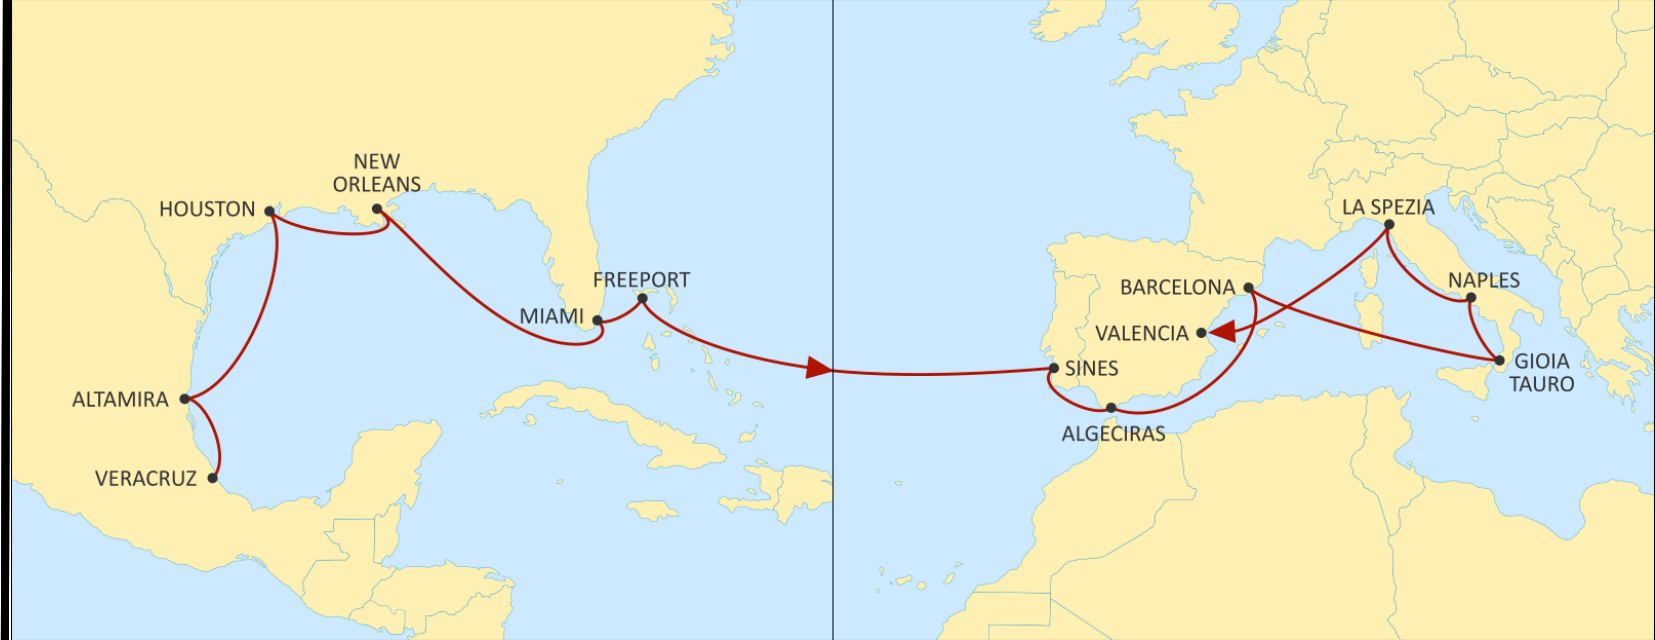 NEW
ORLEANS
HOUSTON
FREEPORT
MIAMI
ALTAMIRA
VERACRUZ
LA SPEZIA
BARCELONA
NAPLES
VALENCIA
SINES
GIOIA
TAURO
ALGECIRAS